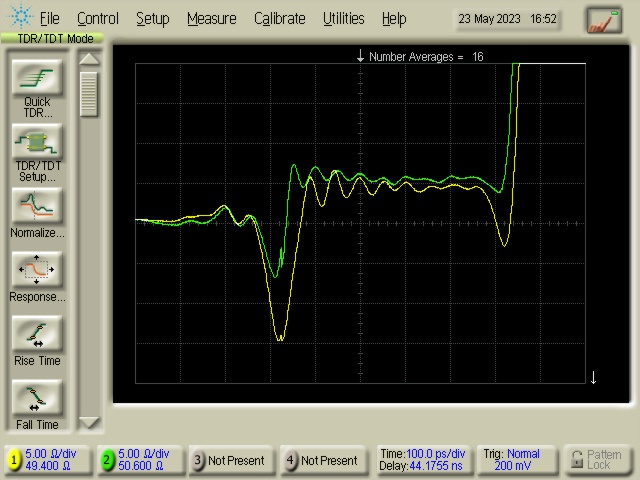 File Control Setup Measure Calibrate Utilities Help
23 May 2023 16:52
TDR/TDT Mode
Number Averages = 16
Quick
TDR...
TDR/TDT
Setup...
Normalize...
Response...
Rise Time
Fall Time
1 5.00 Ω/div
49.400 Ω
2 5.00 Ω/div
50.600 Ω
3 Not Present
4 Not Present
Time:100.0 ps/div
Delay:44.1755 ns
Trig: Normal
200 mV
Pattern
Lock